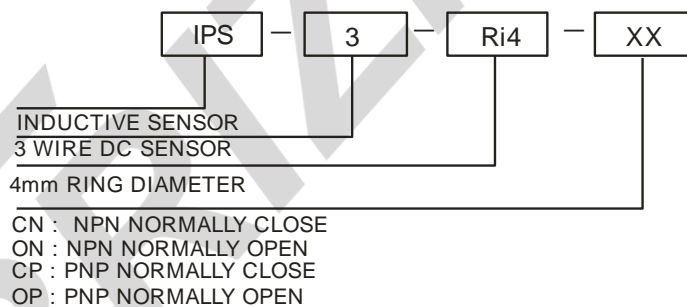 IPS – 3 – Ri4 – XX
INDUCTIVE SENSOR
3 WIRE DC SENSOR
4mm RING DIAMETER
CN : NPN NORMALLY CLOSE
ON : NPN NORMALLY OPEN
CP : PNP NORMALLY CLOSE
OP : PNP NORMALLY OPEN